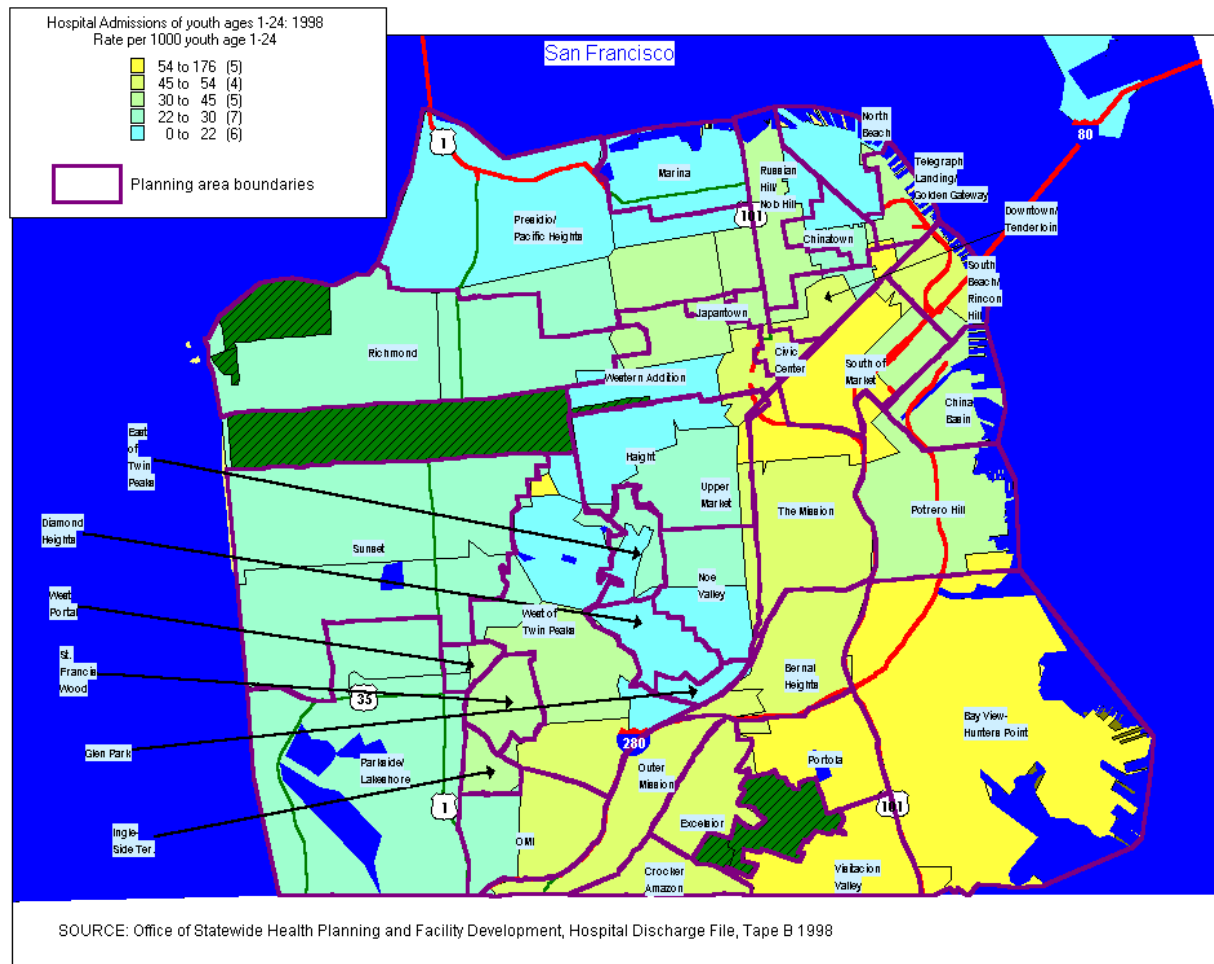 Hospital Admissions of youth ages 1-24: 1998
Rate per 1000 youth age 1-24
54 to 176 (5)
45 to 54 (4)
30 to 45 (5)
22 to 30 (7)
0 to 22 (6)
Planning area boundaries
San Francisco
1
80
North
Beach
Marina
Russian
Hill/
Nob Hill
Telegraph
Landing/
Golden Gateway
Presidio/
Pacific Heights
101
Downtown/
Tenderloin
Chinatown
South
Beach/
Rincon
Hill
Japantown
Richmond
Civic
Center
South of
Market
Western Addition
China
Basin
East
of
Twin
Peaks
Haight
Upper
Market
The Mission
Potrero Hill
Diamond
Heights
Sunset
Noe
Valley
West
Portal
West of
Twin Peaks
St.
Francis
Wood
Bernal
Heights
35
Bay View-
Hunters Point
Glen Park
280
Parkside/
Lakeshore
Outer
Mission
Portola
1
101
Ingle-
Side Ter.
OMI
Excelsior
Crocker
Amazon
Visitacion
Valley
SOURCE: Office of Statewide Health Planning and Facility Development, Hospital Discharge File, Tape B 1998